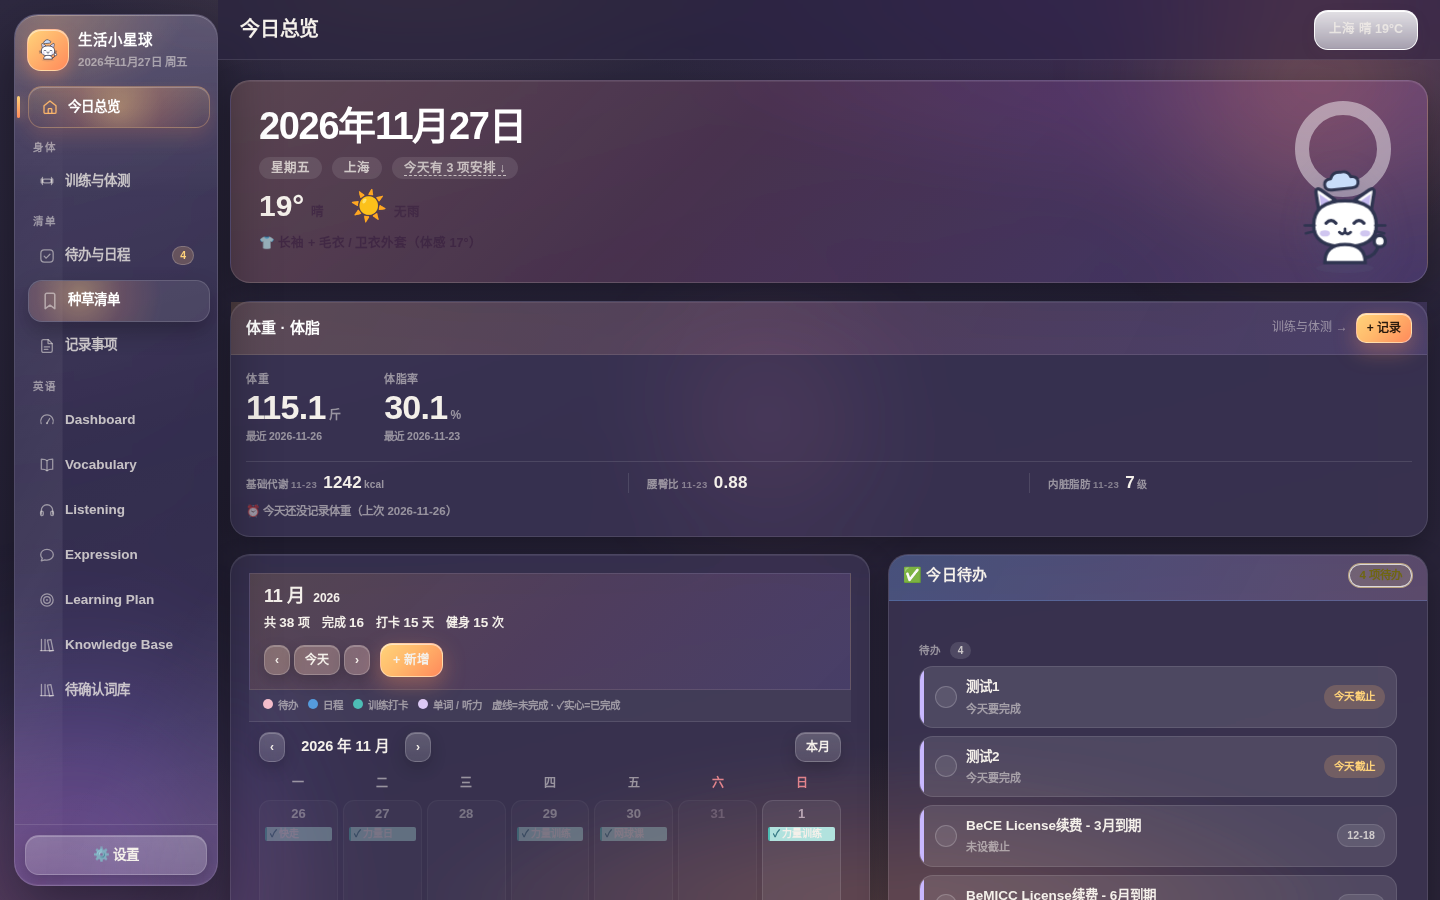 生活小星球
2026年11月27日 周五
今日总览
身体
训练与体测
清单
待办与日程 4
种草清单
记录事项
英语
Dashboard
Vocabulary
Listening
Expression
Learning Plan
Knowledge Base
待确认词库
⚙️ 设置
今日总览
上海 晴 19°C
2026年11月27日
星期五 上海 今天有 3 项安排 ↓
19° 晴 无雨
👕 长袖 + 毛衣 / 卫衣外套（体感 17°）
体重 · 体脂
训练与体测 → + 记录
体重 体脂率
115.1 斤 30.1 %
最近 2026-11-26 最近 2026-11-23
基础代谢 11-23 1242 kcal 腰臀比 11-23 0.88 内脏脂肪 11-23 7 级
⏰ 今天还没记录体重（上次 2026-11-26）
11 月 2026
共 38 项 完成 16 打卡 15 天 健身 15 次
‹ 今天 › + 新增
待办 日程 训练打卡 单词 / 听力 虚线=未完成 · ✓实心=已完成
‹ 2026 年 11 月 › 本月
一 二 三 四 五 六 日
26 27 28 29 30 31 1
✓力量日 ✓力量训练 ✓力量训练
✅ 今日待办
待办 4
测试1
今天要完成
今天截止
测试2
今天要完成
今天截止
BeCE License续费 - 3月到期
未设截止
12-18
BeMICC License续费 - 6月到期